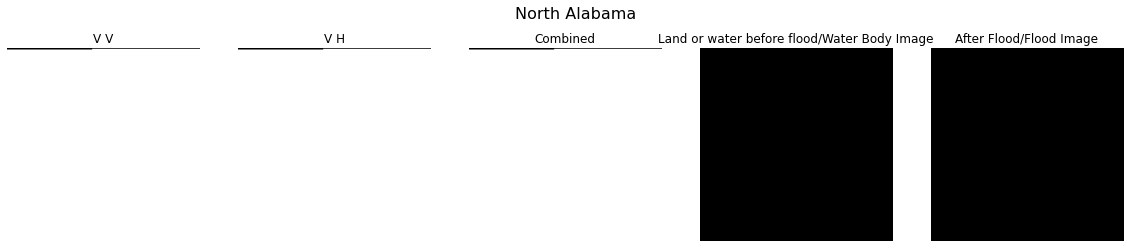 North Alabama
V V
V H
Combined
Land or water before flood/Water Body Image
After Flood/Flood Image